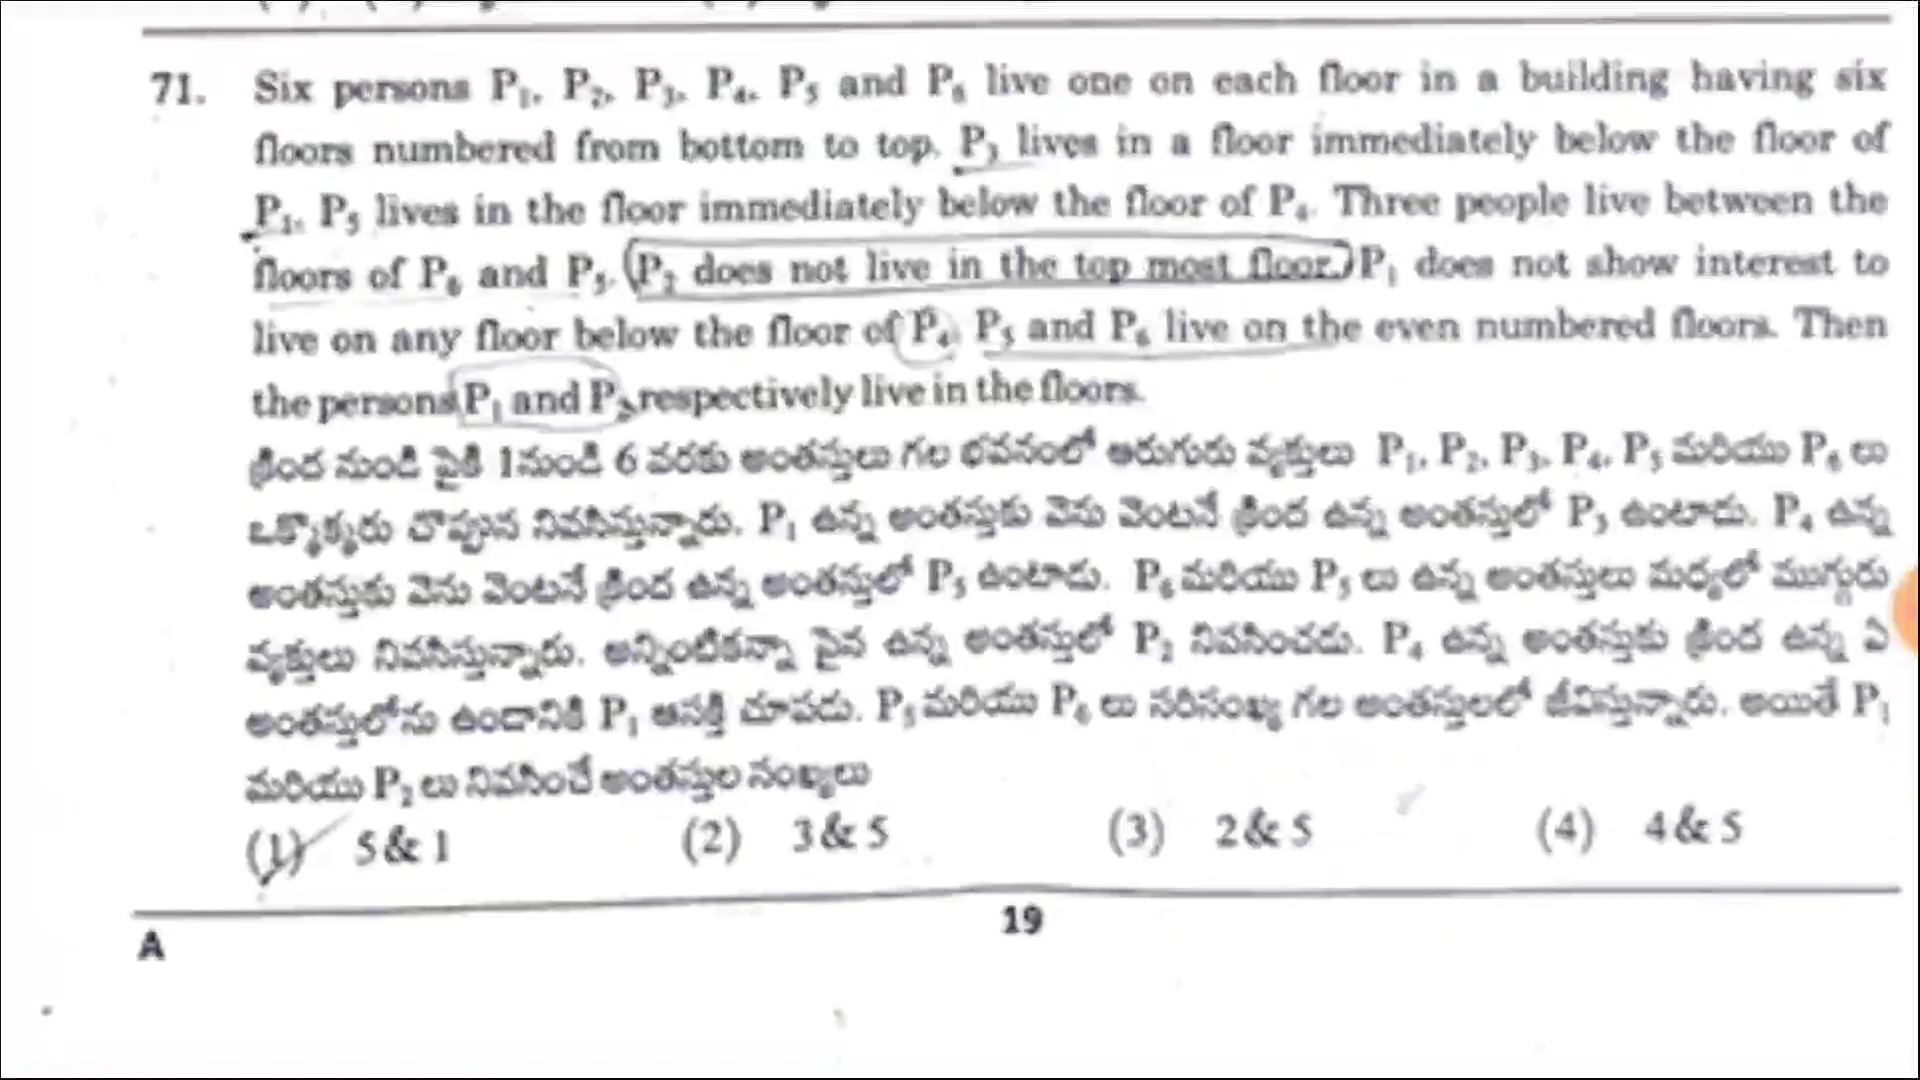 71. Six persons P1, P2, P3, P4, P5 and P6 live one on each floor in a building having six
floors numbered from bottom to top. P3 lives in a floor immediately below the floor of
P1. P5 lives in the floor immediately below the floor of P4. Three people live between the
floors of P6 and P5. P2 does not live in the top most floor. P1 does not show interest to
live on any floor below the floor of P4. P5 and P6 live on the even numbered floors. Then
the persons P1 and P2 respectively live in the floors.
క్రింద నుండి పైకి 1నుండి 6 వరకు అంతస్తులు గల భవనంలో ఆరుగురు వ్యక్తులు P1, P2, P3, P4, P5 మరియు P6 లు
ఒక్కొక్కరు చొప్పున నివసిస్తున్నారు. P1 ఉన్న అంతస్తుకు వెను వెంటనే క్రింద ఉన్న అంతస్తులో P3 ఉంటాడు. P4 ఉన్న
అంతస్తుకు వెను వెంటనే క్రింద ఉన్న అంతస్తులో P5 ఉంటాడు. P6 మరియు P5 లు ఉన్న అంతస్తులు మధ్యలో ముగ్గురు
వ్యక్తులు నివసిస్తున్నారు. అన్నింటికన్నా పైన ఉన్న అంతస్తులో P2 నివసించడు. P4 ఉన్న అంతస్తుకు క్రింద ఉన్న ఏ
అంతస్తులోను ఉండానికి P1 ఆసక్తి చూపడు. P5 మరియు P6 లు సరిసంఖ్య గల అంతస్తులలో జీవిస్తున్నారు. అయితే P1
మరియు P2 లు నివసించే అంతస్తుల సంఖ్యలు
(1) 5 & 1 (2) 3 & 5 (3) 2 & 5 (4) 4 & 5
19
A